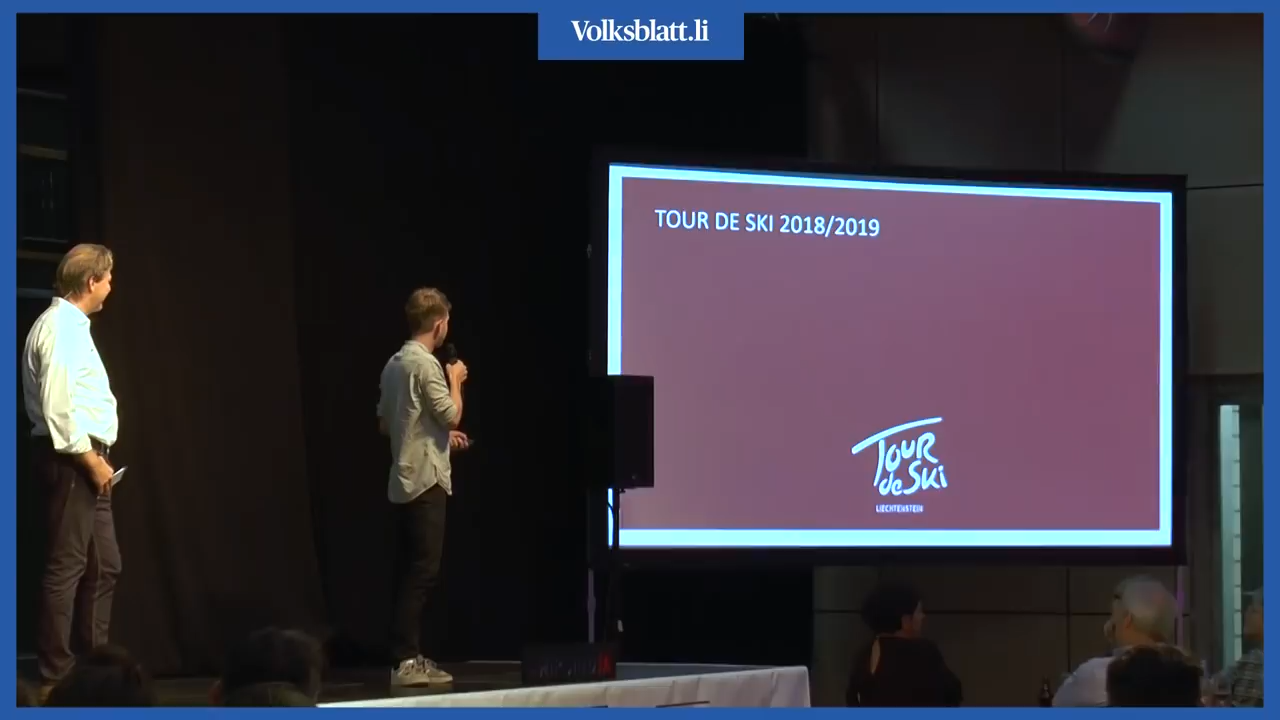 Volksblatt.li
TOUR DE SKI 2018/2019
TOUR
de Ski
LIECHTENSTEIN